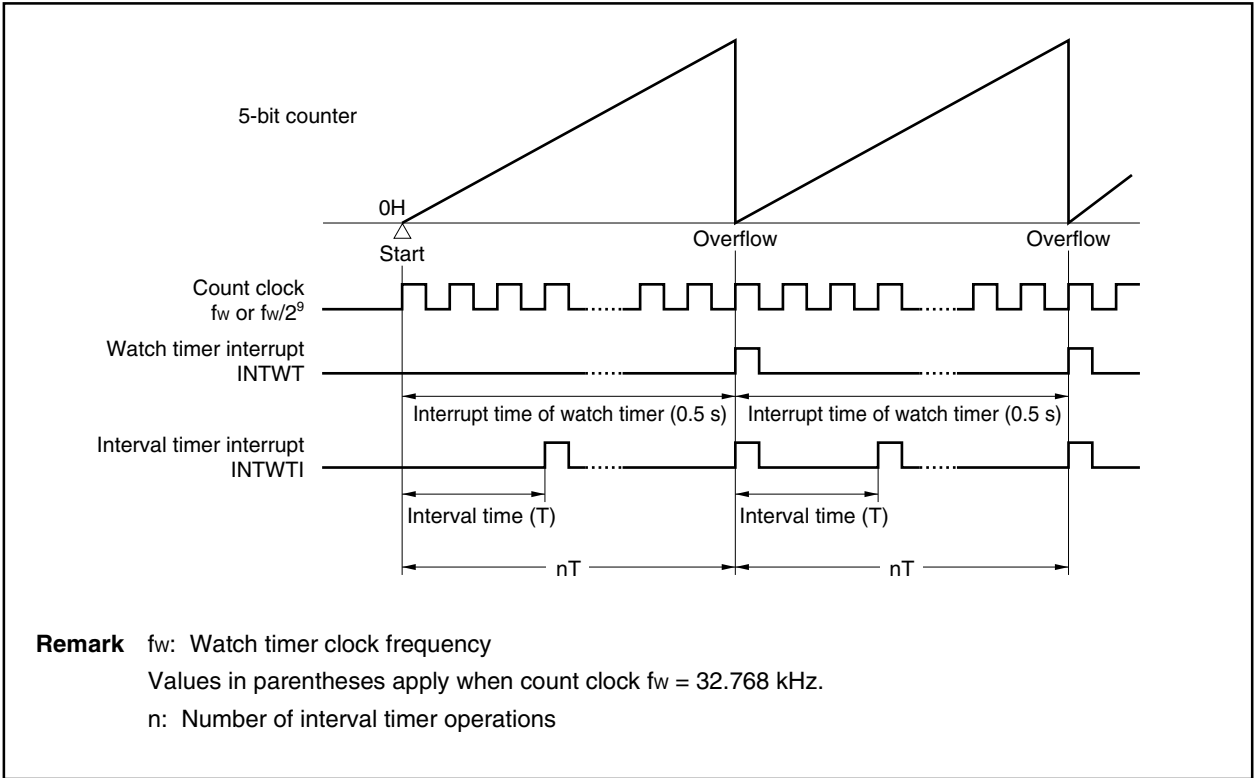 5-bit counter
0H
Start
Overflow
Overflow
Count clock
fw or fw/2⁹
Watch timer interrupt
INTWT
Interrupt time of watch timer (0.5 s)
Interrupt time of watch timer (0.5 s)
Interval timer interrupt
INTWTI
Interval time (T)
Interval time (T)
nT
nT
Remark fw: Watch timer clock frequency
Values in parentheses apply when count clock fw = 32.768 kHz.
n: Number of interval timer operations